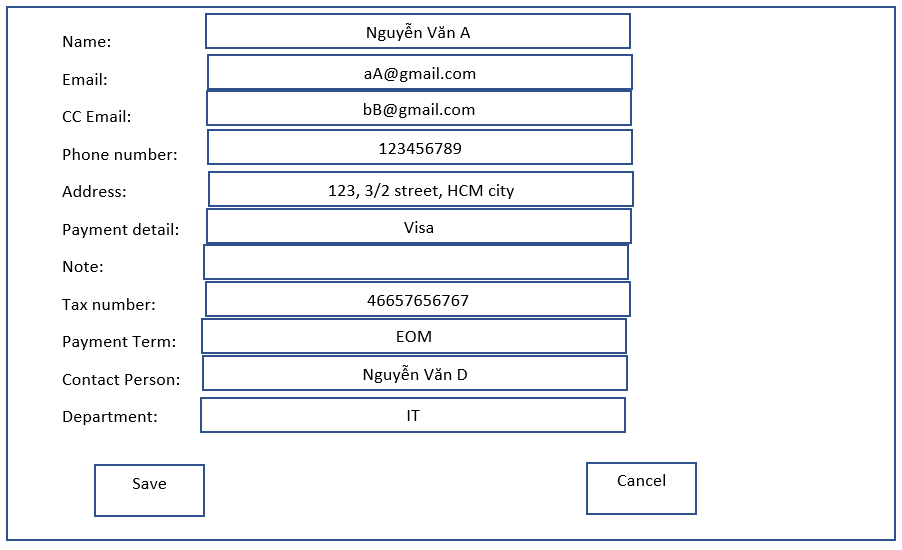 Name: Nguyễn Văn A
Email: aA@gmail.com
CC Email: bB@gmail.com
Phone number: 123456789
Address: 123, 3/2 street, HCM city
Payment detail: Visa
Note:
Tax number: 46657656767
Payment Term: EOM
Contact Person: Nguyễn Văn D
Department: IT
Save Cancel